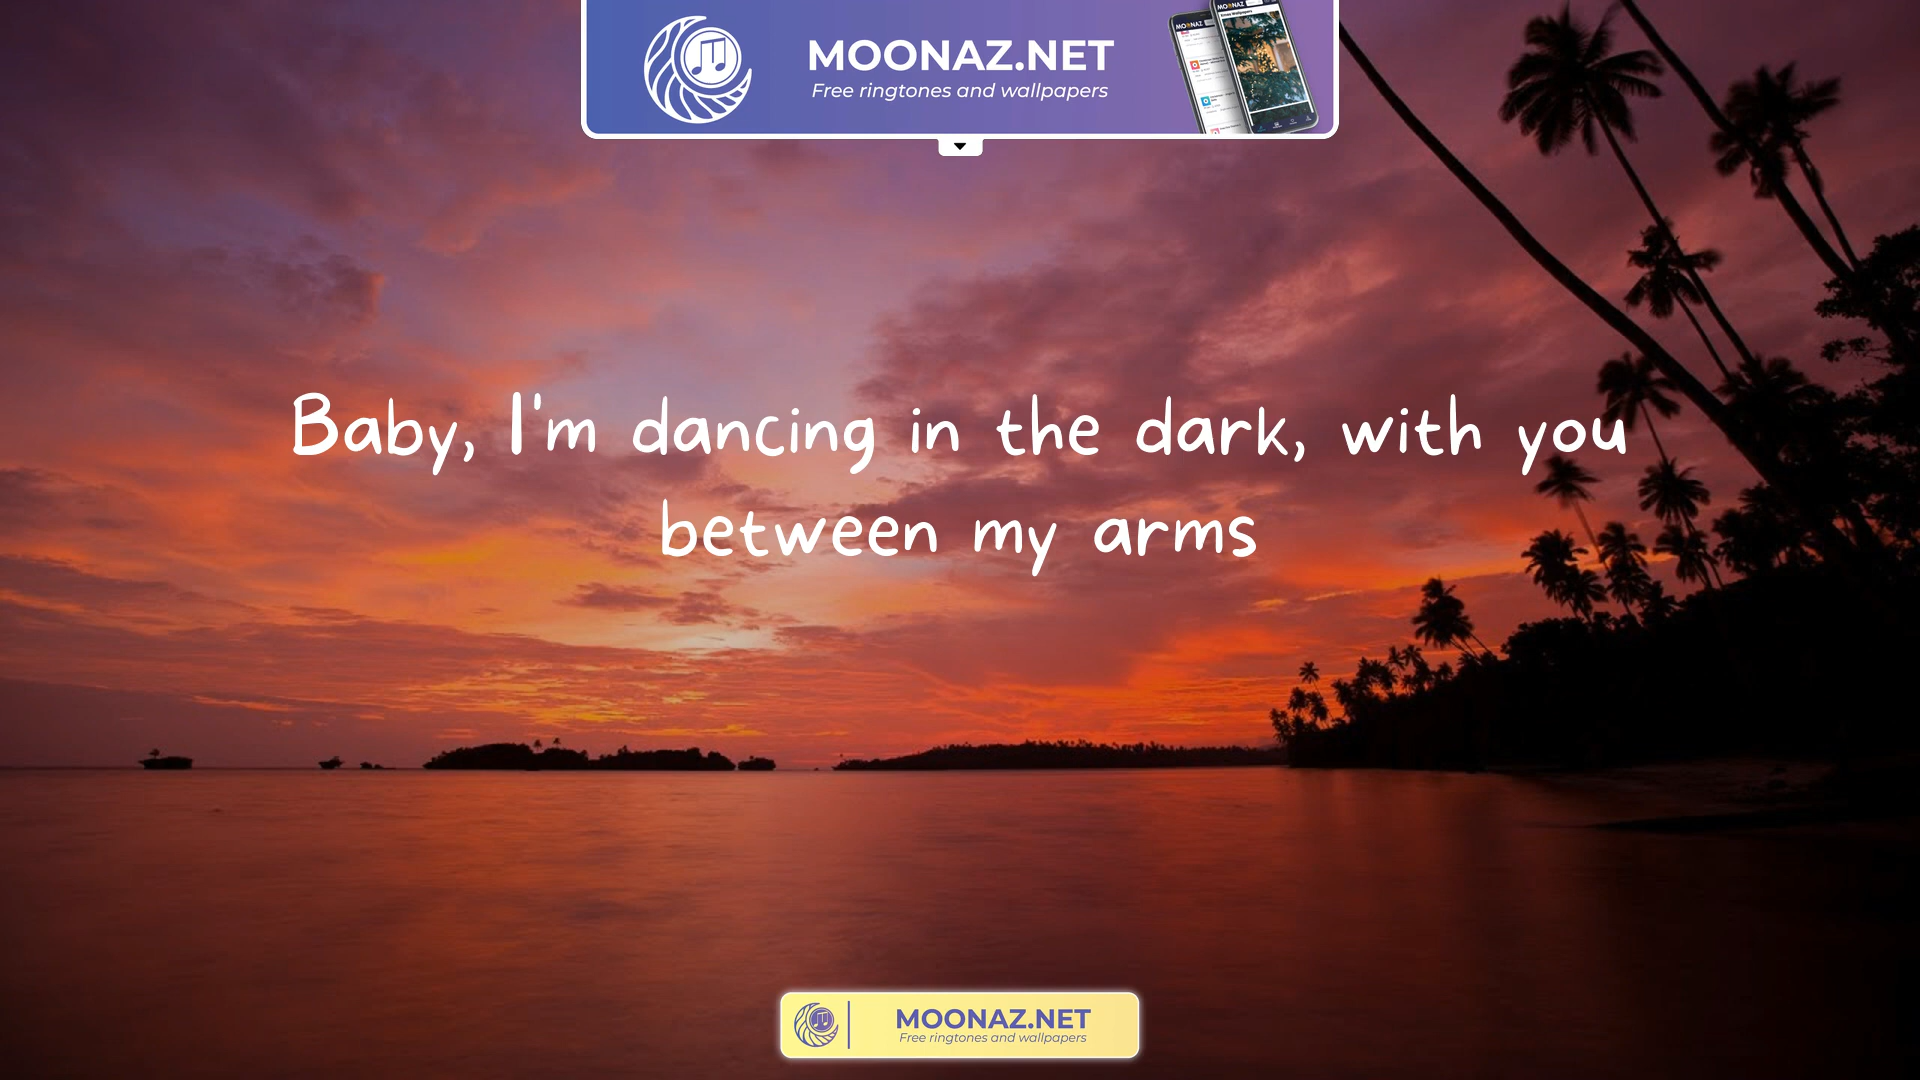 MOONAZ.NET
Free ringtones and wallpapers
Baby, I'm dancing in the dark, with you
between my arms
MOONAZ.NET
Free ringtones and wallpapers